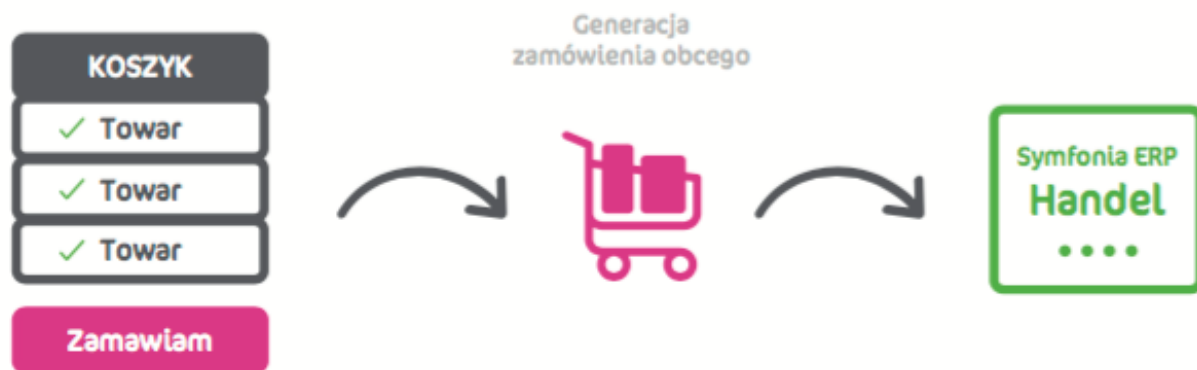 KOSZYK
Towar
Towar
Towar
Zamawiam
Generacja
zamówienia obcego
Symfonia ERP
Handel